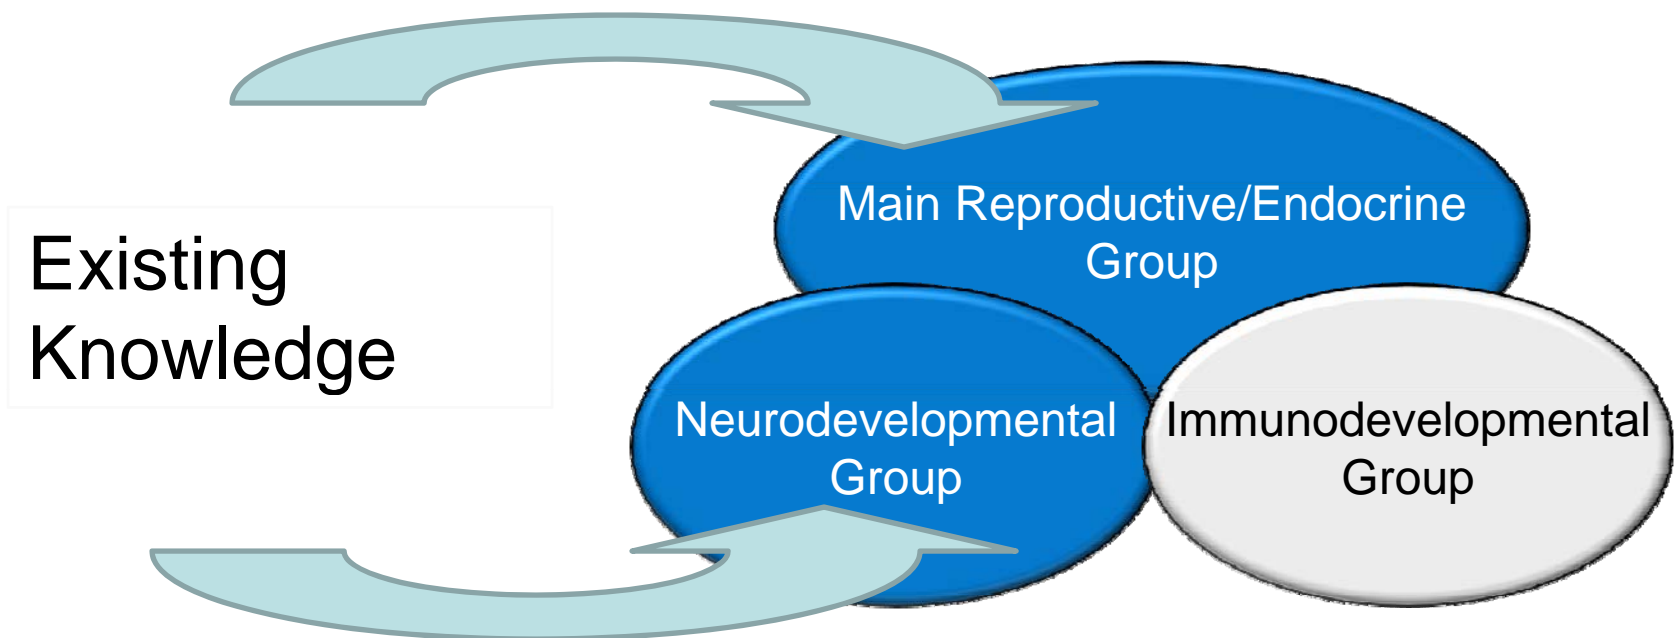 Existing
Knowledge
Main Reproductive/Endocrine
Group
Neurodevelopmental
Group
Immunodevelopmental
Group